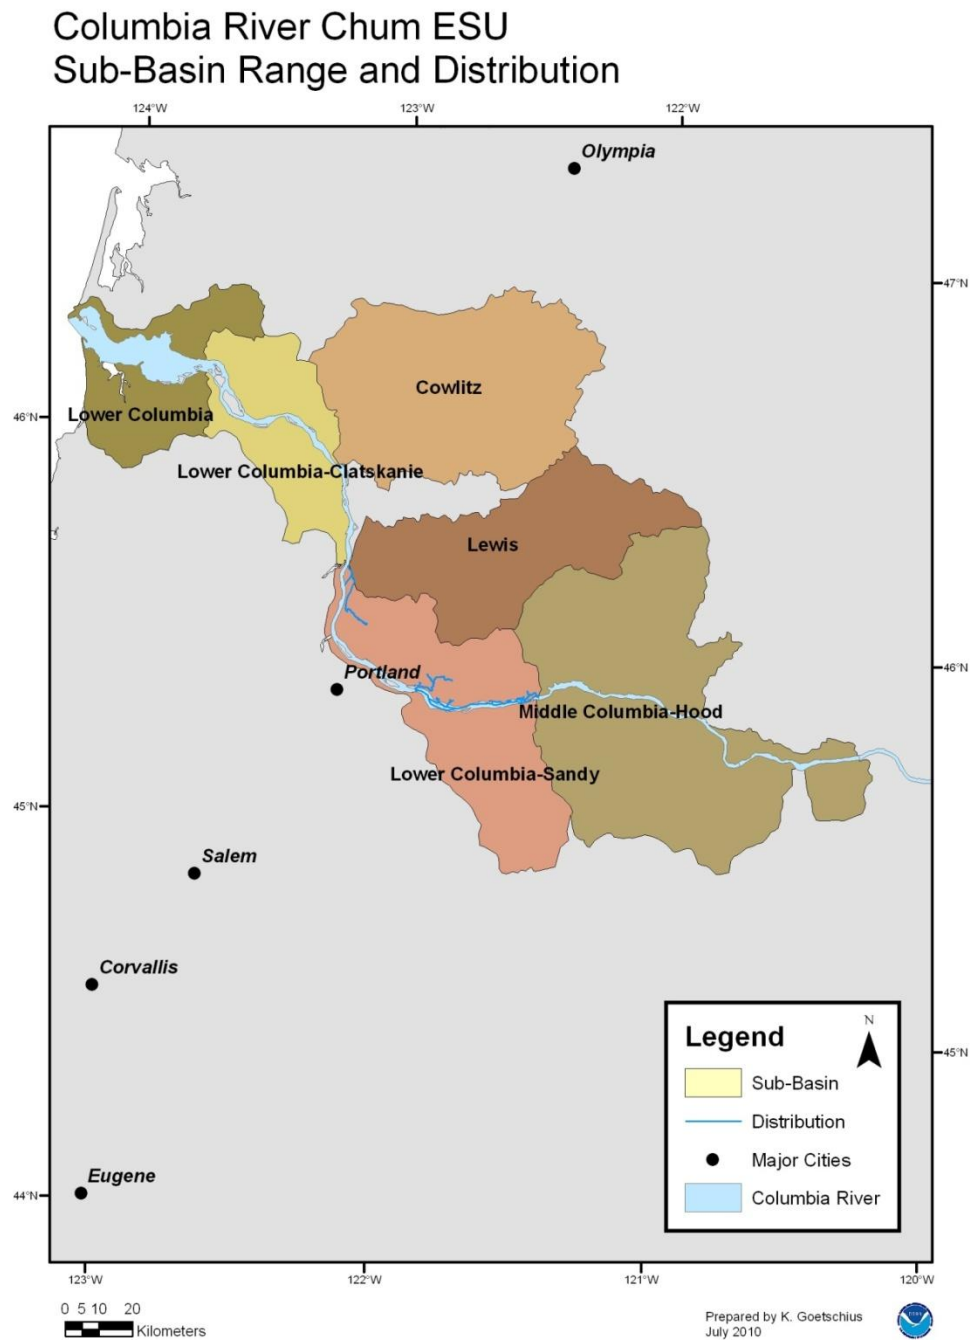 Columbia River Chum ESU
Sub-Basin Range and Distribution
124°W 123°W 122°W
Olympia
47°N
Cowlitz
46°N
Lower Columbia
Lower Columbia-Clatskanie
Lewis
46°N
Portland
Middle Columbia-Hood
Lower Columbia-Sandy
45°N
Salem
Corvallis
Legend
N
Sub-Basin
45°N
Distribution
Major Cities
Columbia River
Eugene
44°N
123°W 122°W 121°W 120°W
0 5 10 20
Kilometers
Prepared by K. Goetschius
July 2010